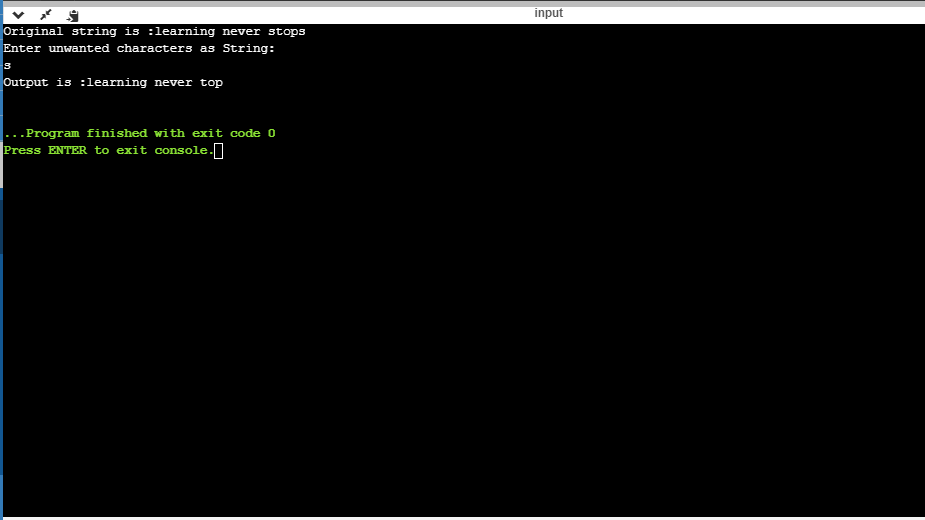 input
Original string is :learning never stops
Enter unwanted characters as String:
s
Output is :learning never top
...Program finished with exit code 0
Press ENTER to exit console.